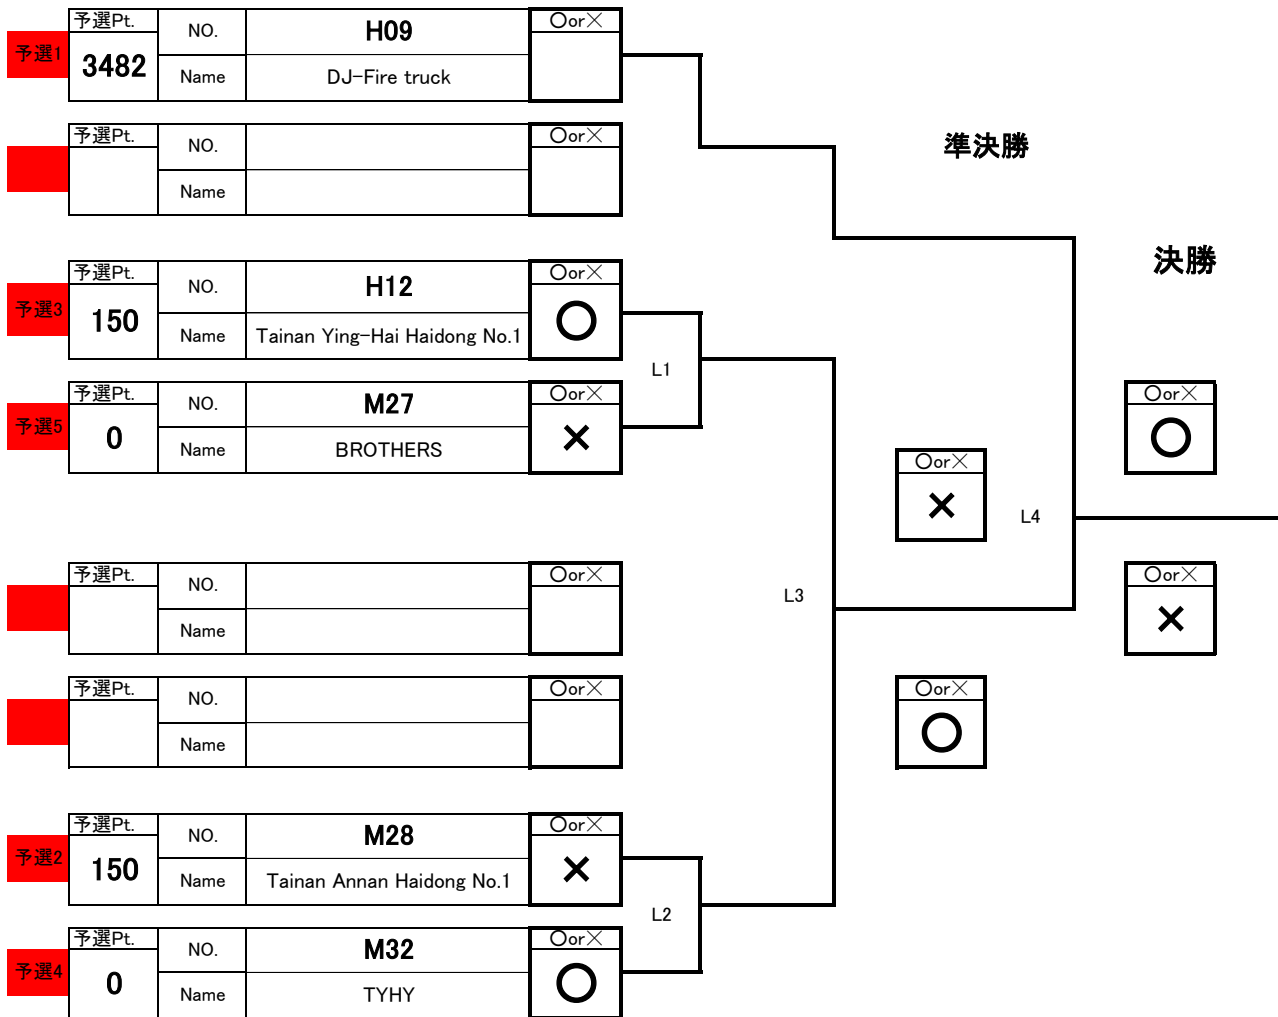 予選1
予選Pt.
3482
NO.
H09
Name
DJ-Fire truck
〇or×
予選Pt.
NO.
Name
〇or×
準決勝
決勝
予選3
予選Pt.
150
NO.
H12
Name
Tainan Ying-Hai Haidong No.1
〇or×
〇
L1
予選5
予選Pt.
0
NO.
M27
Name
BROTHERS
〇or×
×
〇or×
×
L4
〇or×
〇
予選Pt.
NO.
Name
〇or×
L3
〇or×
×
予選Pt.
NO.
Name
〇or×
〇or×
〇
予選2
予選Pt.
150
NO.
M28
Name
Tainan Annan Haidong No.1
〇or×
×
L2
予選4
予選Pt.
0
NO.
M32
Name
TYHY
〇or×
〇